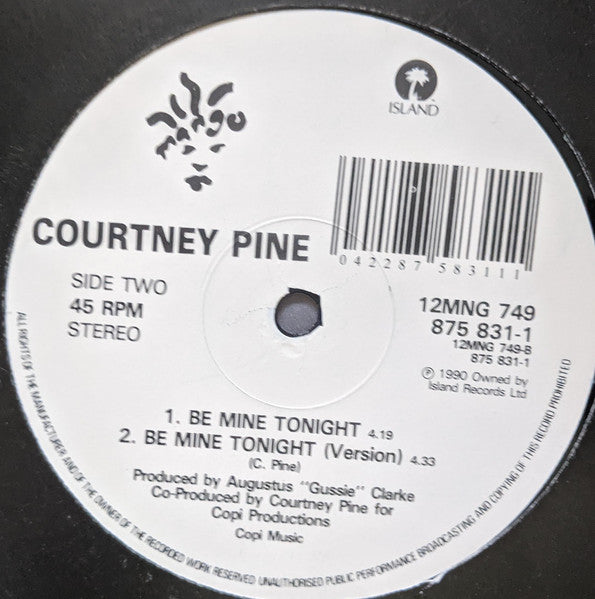 mango
ISLAND
042287 583111
COURTNEY PINE
SIDE TWO
45 RPM
STEREO
12MNG 749
875 831-1
12MNG 749-B
875 831-1
℗ 1990 Owned by
Island Records Ltd
1. BE MINE TONIGHT 4.19
2. BE MINE TONIGHT (Version) 4.33
(C. Pine)
Produced by Augustus "Gussie" Clarke
Co-Produced by Courtney Pine for
Copi Productions
Copi Music
ALL RIGHTS OF THE MANUFACTURER AND OF THE OWNER OF THE RECORDED WORK RESERVED UNAUTHORISED PUBLIC PERFORMANCE BROADCASTING AND COPYING OF THIS RECORD PROHIBITED